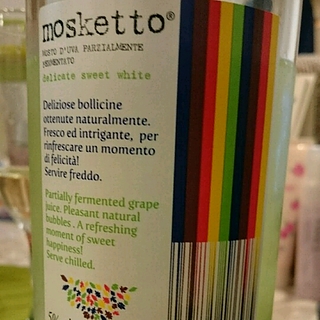 mosketto®
MOSTO D'UVA PARZIALMENTE
FERMENTATO
delicate sweet white
Deliziose bollicine
ottenute naturalmente.
Fresco ed intrigante, per
rinfrescare un momento
di felicità!
Servire freddo.
Partially fermented grape
juice. Pleasant natural
bubbles. A refreshing
moment of sweet
happiness!
Serve chilled.